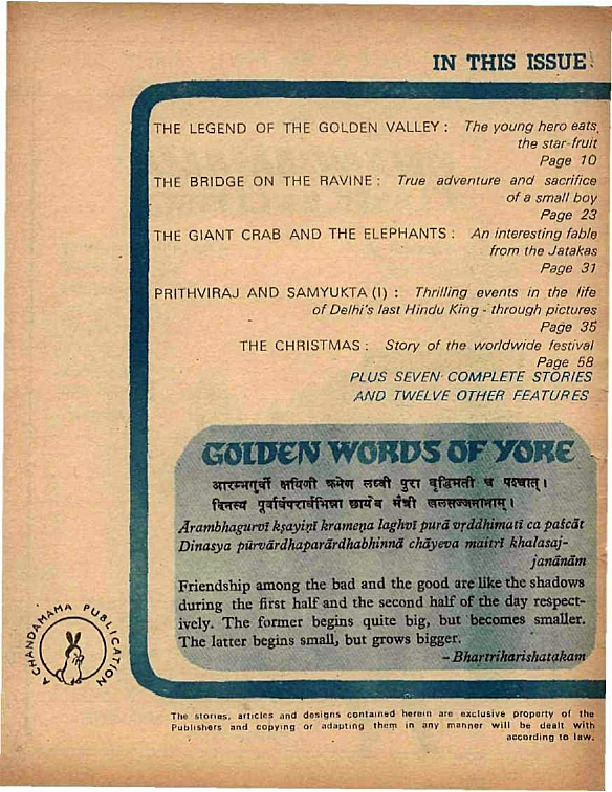 IN THIS ISSUE
THE LEGEND OF THE GOLDEN VALLEY : The young hero eats
the star-fruit
Page 10
THE BRIDGE ON THE RAVINE : True adventure and sacrifice
of a small boy
Page 23
THE GIANT CRAB AND THE ELEPHANTS : An interesting fable
from the Jatakas
Page 31
PRITHVIRAJ AND SAMYUKTA (I) : Thrilling events in the life
of Delhi's last Hindu King - through pictures
Page 35
THE CHRISTMAS : Story of the worldwide festival
Page 58
PLUS SEVEN COMPLETE STORIES
AND TWELVE OTHER FEATURES
GOLDEN WORDS OF YORE
आरम्भगुर्वी क्षयिणी क्रमेण लघ्वी पुरा वृद्धिमती च पश्चात् ।
दिनस्य पूर्वार्धपरार्धभिन्ना छायेव मैत्री खलसज्जनानाम् ।
Ārambhagurvī kṣayiṇī krameṇa laghvī purā vṛddhimati ca paścāt
Dinasya pūrvārdhaparārdhabhinnā chāyeva maitrī khalasaj-
janānām
Friendship among the bad and the good are like the shadows
during the first half and the second half of the day respect-
ively. The former begins quite big, but becomes smaller.
The latter begins small, but grows bigger.
- Bhartriharishatakam
A CHANDAMAMA PUBLICATION
The stories, articles and designs contained herein are exclusive property of the
Publishers and copying or adapting them in any manner will be dealt with
according to law.